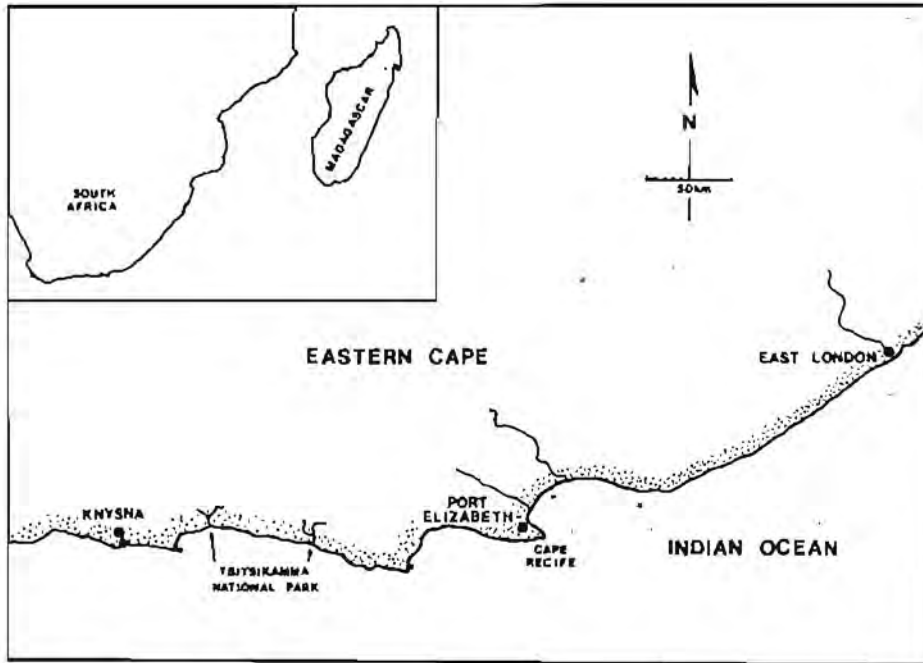 MADAGASCAR
SOUTH
AFRICA
N
50km
EASTERN CAPE
EAST LONDON
KNYSNA
PORT
ELIZABETH
TSITSIKAMMA
NATIONAL PARK
CAPE
RECIFE
INDIAN OCEAN